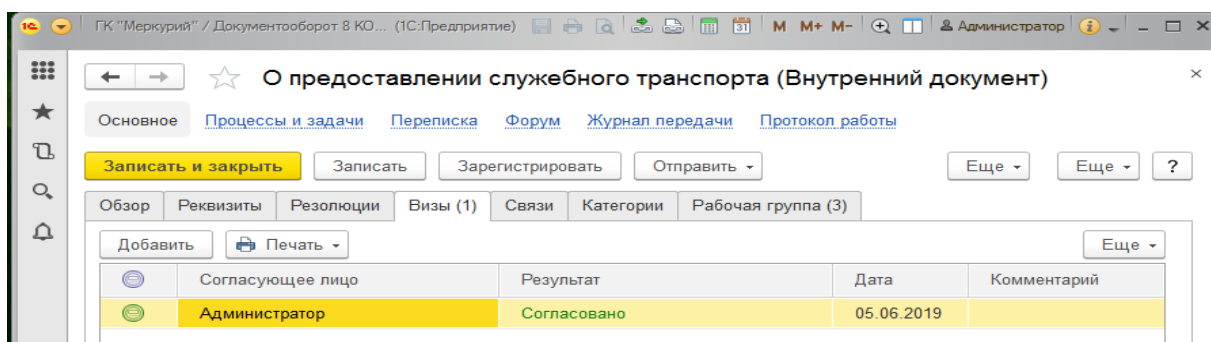 1С ГК "Меркурий" / Документооборот 8 КО... (1С:Предприятие) 31 M M+ M- Администратор i
О предоставлении служебного транспорта (Внутренний документ)
Основное Процессы и задачи Переписка Форум Журнал передачи Протокол работы
Записать и закрыть Записать Зарегистрировать Отправить Еще Еще ?
Обзор Реквизиты Резолюции Визы (1) Связи Категории Рабочая группа (3)
Добавить Печать Еще
Согласующее лицо Результат Дата Комментарий
Администратор Согласовано 05.06.2019